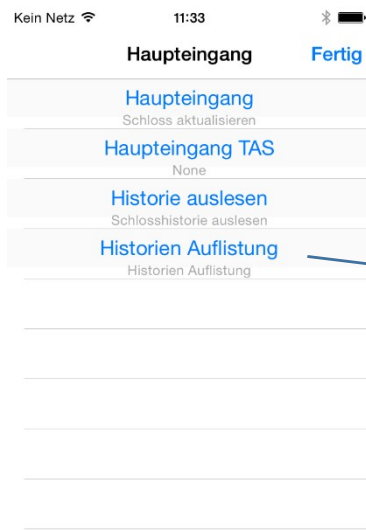 Kein Netz 11:33
Haupteingang Fertig
Haupteingang
Schloss aktualisieren
Haupteingang TAS
None
Historie auslesen
Schlosshistorie auslesen
Historien Auflistung
Historien Auflistung